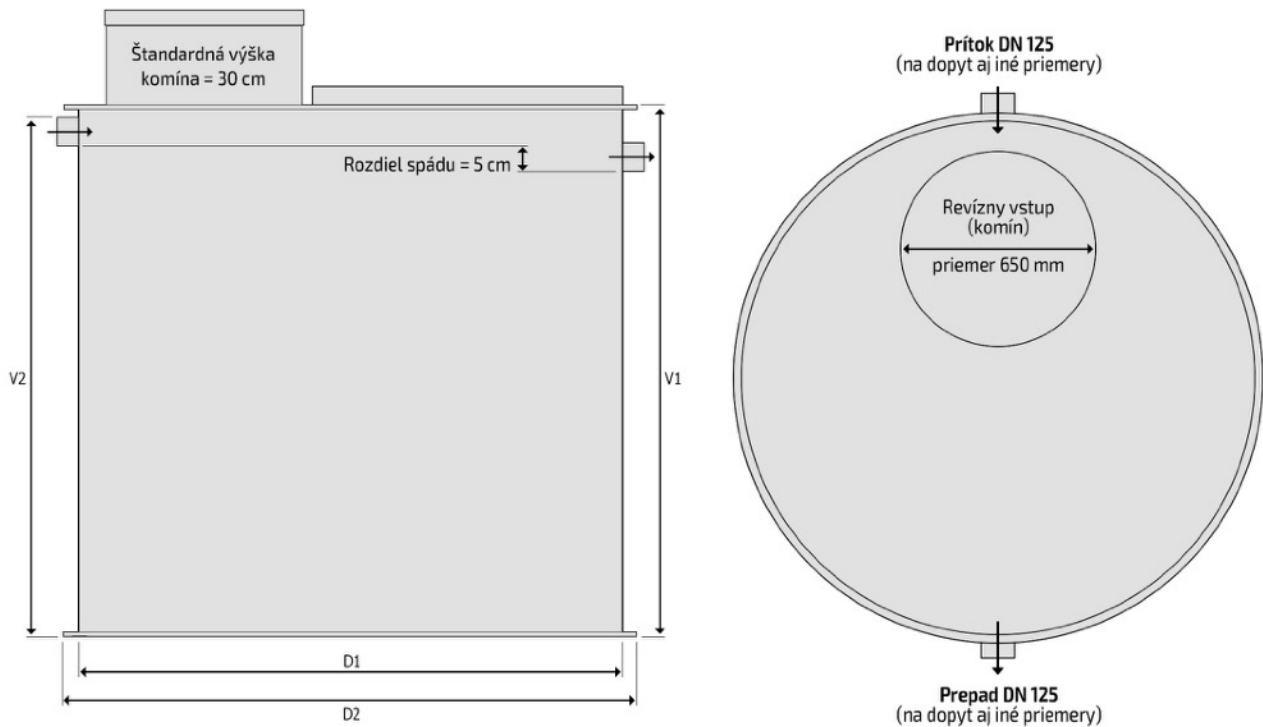 Štandardná výška
komína = 30 cm
Rozdiel spádu = 5 cm
V2
V1
D1
D2
Prítok DN 125
(na dopyt aj iné priemery)
Revízny vstup
(komín)
priemer 650 mm
Prepad DN 125
(na dopyt aj iné priemery)